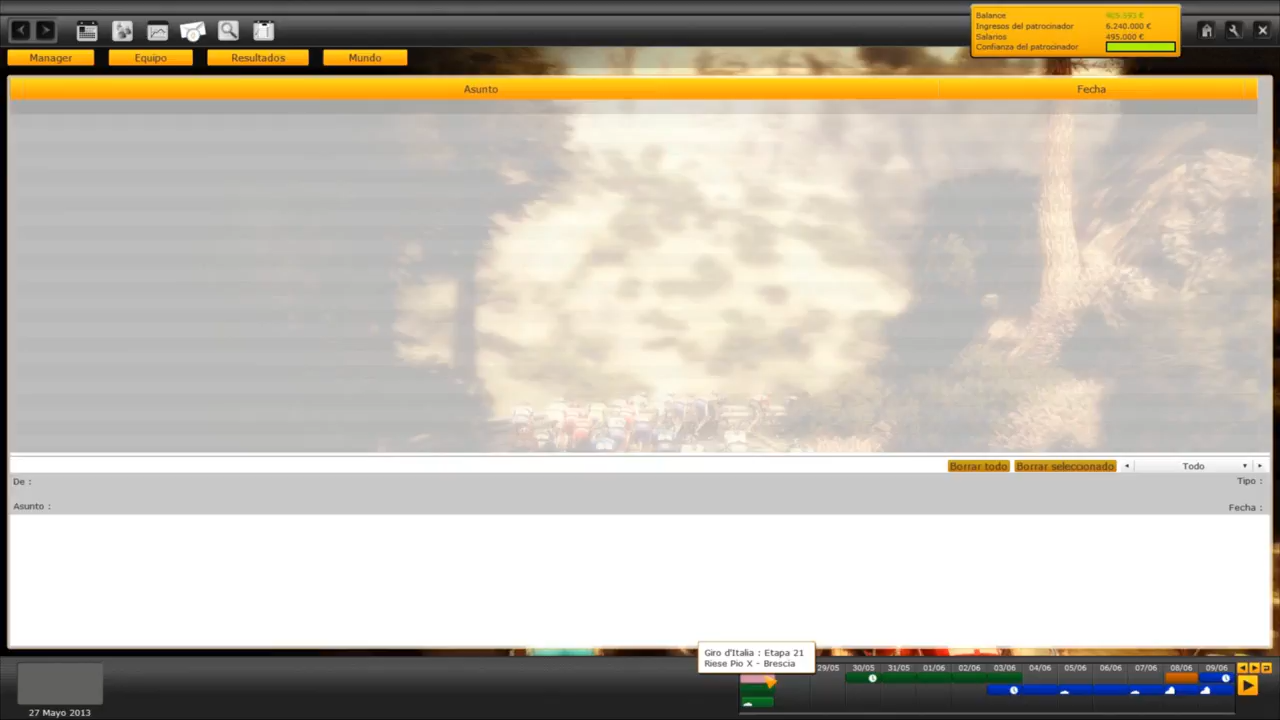 Balance 405.593 €
Ingresos del patrocinador 6.240.000 €
Salarios 495.000 €
Confianza del patrocinador
Manager Equipo Resultados Mundo
Asunto Fecha
Borrar todo Borrar seleccionado Todo
De : Tipo :
Asunto : Fecha :
Giro d'Italia : Etapa 21
Riese Pio X - Brescia
29/05 30/05 31/05 01/06 02/06 03/06 04/06 05/06 06/06 07/06 08/06 09/06
27 Mayo 2013